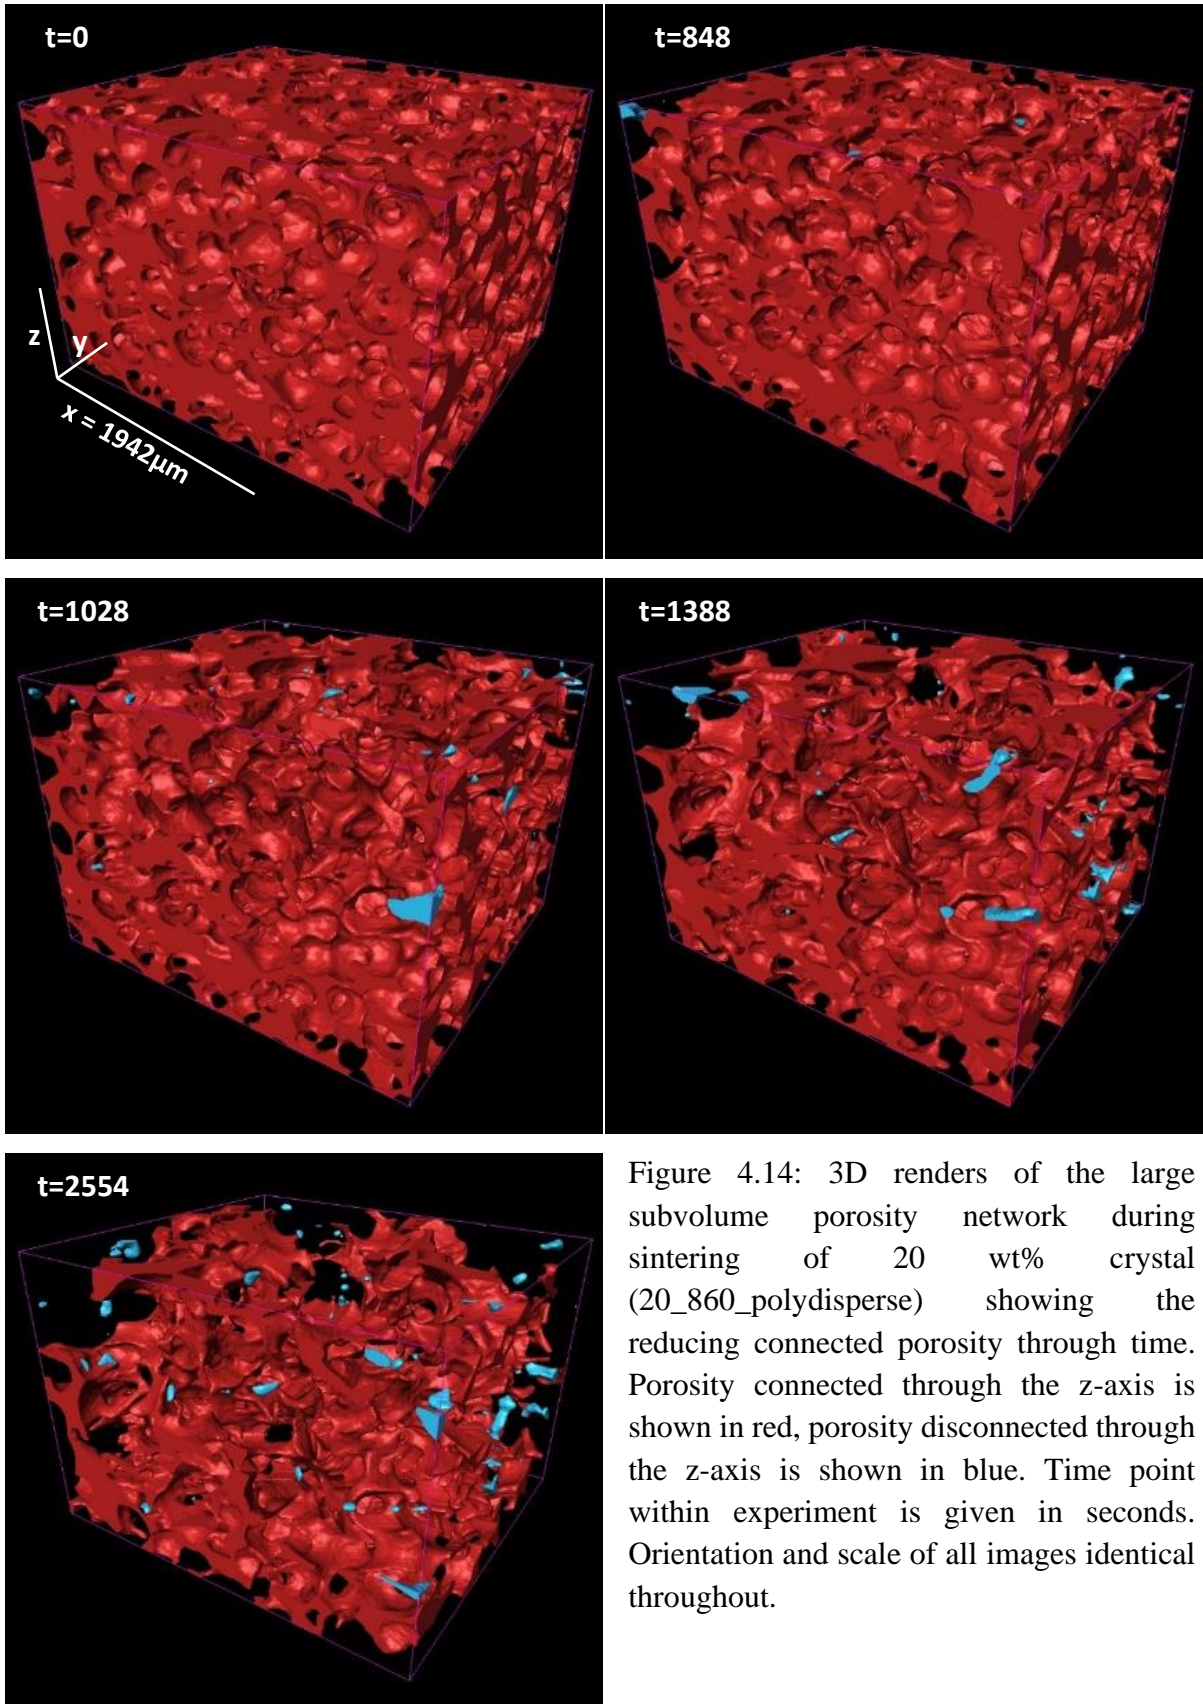 t=0
t=848
z
y
x = 1942µm
t=1028
t=1388
t=2554
Figure 4.14: 3D renders of the large
subvolume porosity network during
sintering of 20 wt% crystal
(20_860_polydisperse) showing the
reducing connected porosity through time.
Porosity connected through the z-axis is
shown in red, porosity disconnected through
the z-axis is shown in blue. Time point
within experiment is given in seconds.
Orientation and scale of all images identical
throughout.